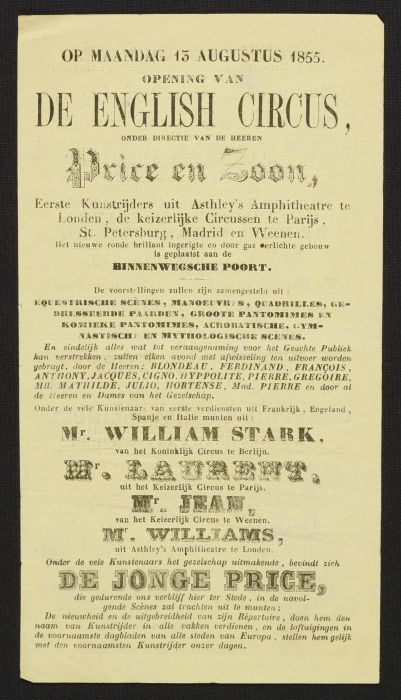 OP MAANDAG 13 AUGUSTUS 1855.
OPENING VAN
DE ENGLISH CIRCUS,
ONDER DIRECTIE VAN DE HEEREN
Price en Zoon,
Eerste Kunstrijders uit Asthley's Amphitheatre te
Londen, de keizerlijke Circussen te Parijs,
St. Petersburg, Madrid en Weenen.
Het nieuwe ronde briliant ingerigte en door gaz verlichte gebouw
is geplaatst aan de
BINNENWEGSCHE POORT.
De voorstellingen zullen zijn zamengesteld uit:
EQUESTRISCHE SCÈNES, MANOEUVRES, QUADRILLES, GE-
DRESSEERDE PAARDEN, GROOTE PANTOMIMES EN
KOMIEKE PANTOMIMES, ACROBATISCHE, GYM-
NASTISCHE EN MYTHOLOGISCHE SCENES.
En eindelijk alles wat tot veraangenaming voor het Geachte Publiek
kan verstrekken, zullen elken avond met afwisseling ten uitvoer worden
gebragt, door de Heeren: BLONDEAU, FERDINAND, FRANÇOIS,
ANTHONY, JACQUES, CIGNO, HYPPOLITE, PIERRE, GREGOIRE,
Mll. MATHILDE, JULIO, HORTENSE, Mad. PIERRE en door al
de Heeren en Dames van het Gezelschap.
Onder de vele Kunstenaars van eerste verdiensten uit Frankrijk, Engeland,
Spanje en Italie munten uit:
Mr. WILLIAM STARK.
van het Koninklijk Circus te Berlijn.
Mr. LAURENT,
uit het Keizerlijk Circus te Parijs.
Mr JEAN,
van het Keizerlijk Circus te Weenen.
Mr. WILLIAMS,
uit Asthley's Amphitheatre te Londen.
Onder de vele Kunstenaars het gezelschap uitmakende, bevindt zich
DE JONGE PRICE,
die gedurende ons verblijf hier ter Stede, in de navol-
gende Scènes zal trachten uit te munten:
De nieuwheid en de uitgebreidheid van zijn Répertoire, doen hem den
naam van Kunstrijder in alle vakken verdienen, en de loftuigingen in
de voornaamste dagbladen van alle steden van Europa, stellen hem gelijk
met den voornaamsten Kunstrijder onzer dagen.